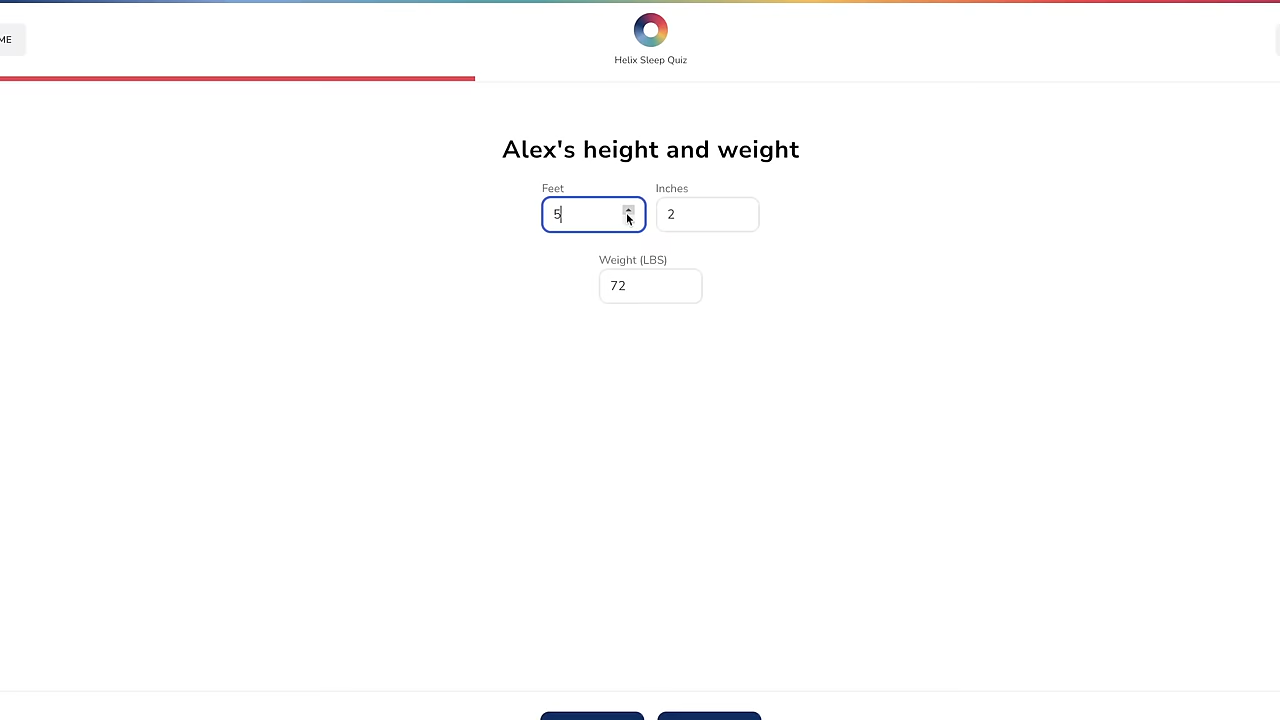 ME
Helix Sleep Quiz
Alex's height and weight
Feet
Inches
5
2
Weight (LBS)
72